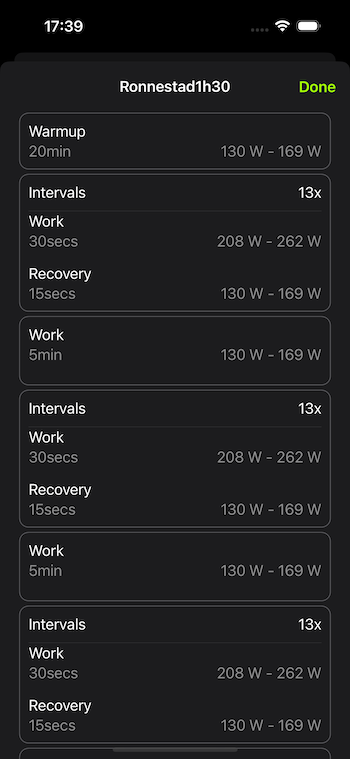 17:39
Ronnestad1h30 Done
Warmup
20min 130 W - 169 W
Intervals 13x
Work
30secs 208 W - 262 W
Recovery
15secs 130 W - 169 W
Work
5min 130 W - 169 W
Intervals 13x
Work
30secs 208 W - 262 W
Recovery
15secs 130 W - 169 W
Work
5min 130 W - 169 W
Intervals 13x
Work
30secs 208 W - 262 W
Recovery
15secs 130 W - 169 W